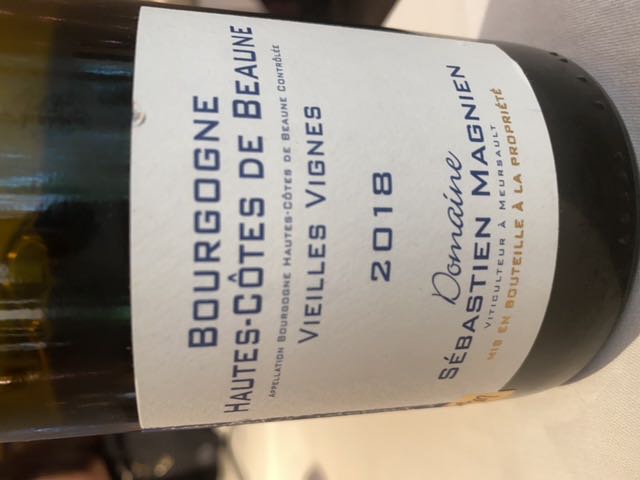 BOURGOGNE
HAUTES-CÔTES DE BEAUNE
APPELLATION BOURGOGNE HAUTES-CÔTES DE BEAUNE CONTRÔLÉE
VIEILLES VIGNES
2018
Domaine
SÉBASTIEN MAGNIEN
VITICULTEUR À MEURSAULT
MIS EN BOUTEILLE À LA PROPRIÉTÉ